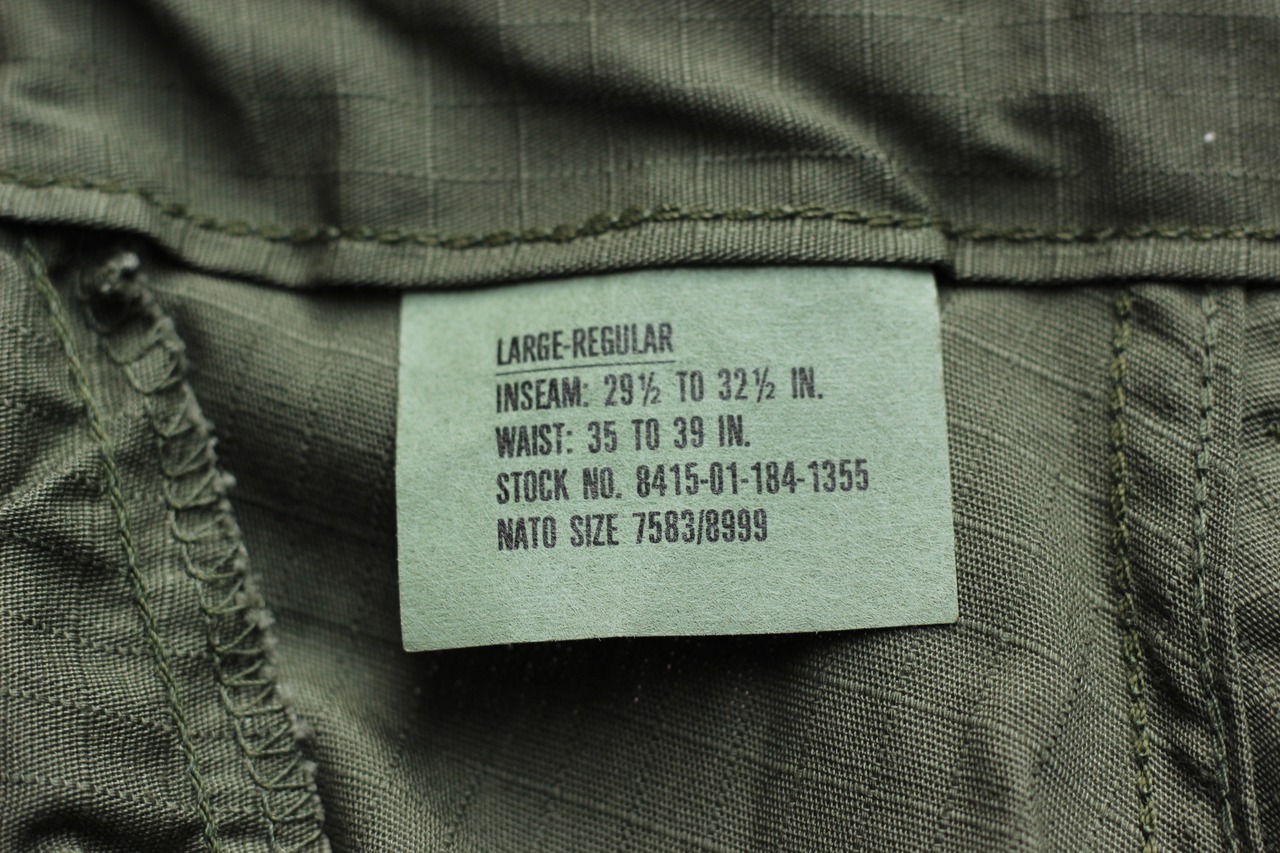 LARGE-REGULAR
INSEAM: 29½ TO 32½ IN.
WAIST: 35 TO 39 IN.
STOCK NO. 8415-01-184-1355
NATO SIZE 7583/8999